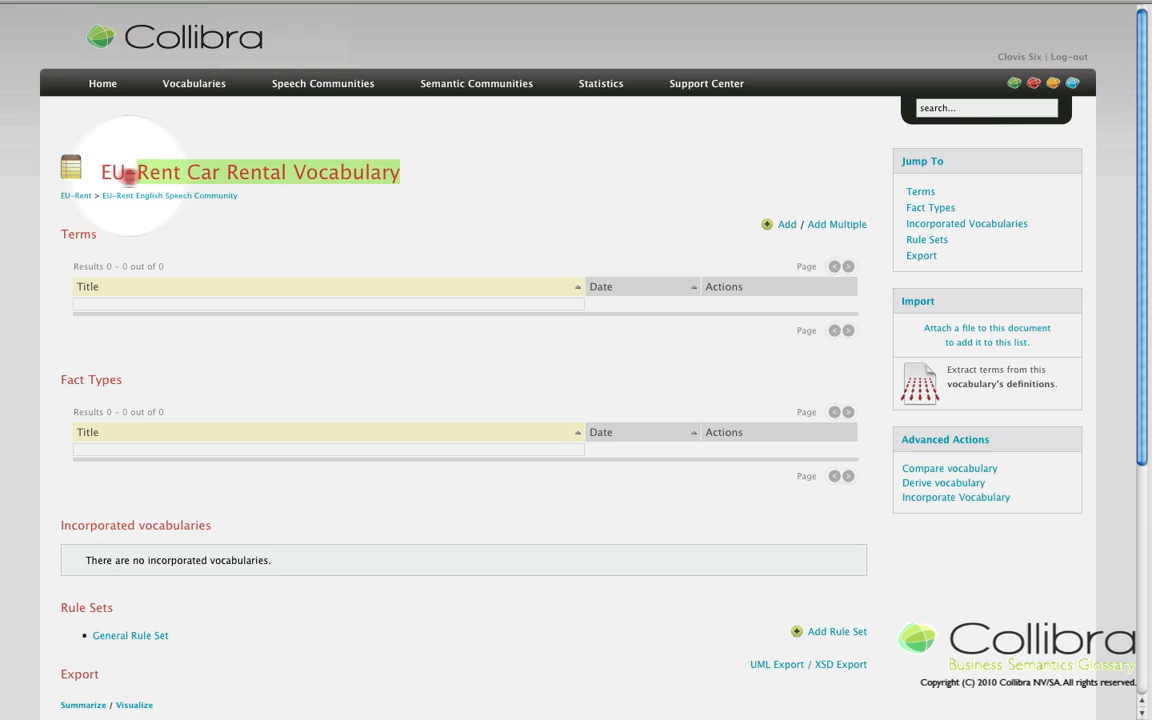 Collibra
Clovis Six | Log-out
Home Vocabularies Speech Communities Semantic Communities Statistics Support Center
search...
EU-Rent Car Rental Vocabulary
EU-Rent > EU-Rent English Speech Community
Terms
Add / Add Multiple
Results 0 - 0 out of 0 Page < >
Title Date Actions
Page < >
Fact Types
Results 0 - 0 out of 0 Page < >
Title Date Actions
Page < >
Incorporated vocabularies
There are no incorporated vocabularies.
Rule Sets
• General Rule Set
Add Rule Set
UML Export / XSD Export
Export
Summarize / Visualize
Jump To
Terms
Fact Types
Incorporated Vocabularies
Rule Sets
Export
Import
Attach a file to this document
to add it to this list.
Extract terms from this
vocabulary's definitions.
Advanced Actions
Compare vocabulary
Derive vocabulary
Incorporate Vocabulary
Collibra
Business Semantics Glossary
Copyright (C) 2010 Collibra NV/SA. All rights reserved.